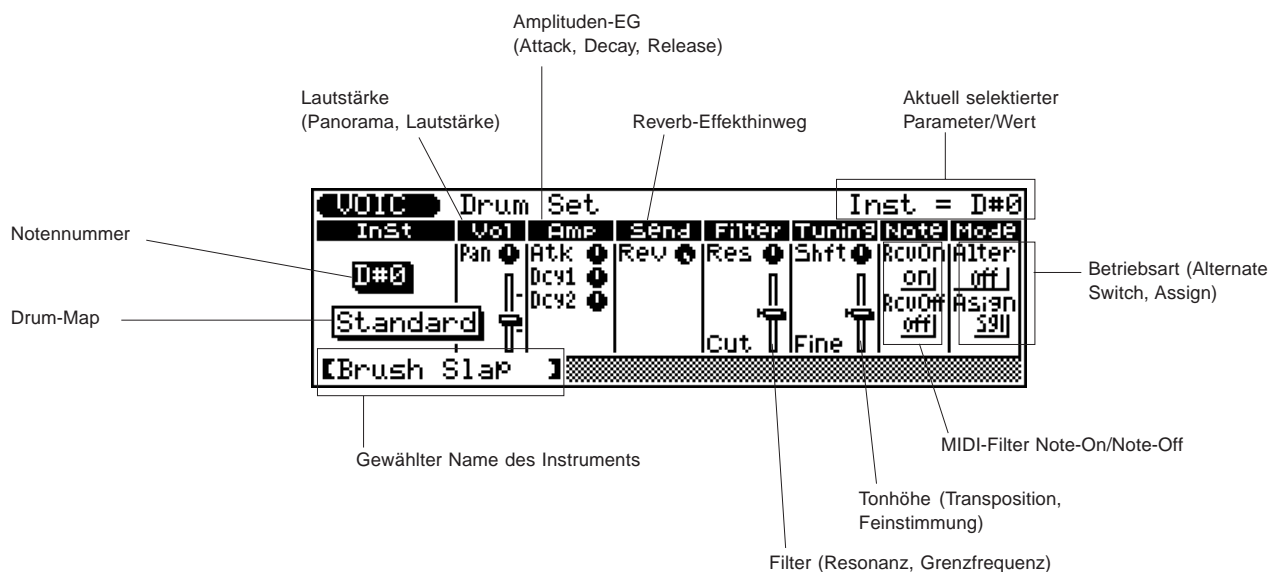 Amplituden-EG
(Attack, Decay, Release)
Lautstärke
(Panorama, Lautstärke)
Reverb-Effekthinweg
Aktuell selektierter
Parameter/Wert
VOIC Drum Set Inst = D#0
Inst Vol Amp Send Filter Tuning Note Mode
Pan Atk Rev Res Shft RcvOn Alter
D#0 Dcy1 on off
Dcy2 RcvOff Asign
Standard off Sgl
Cut Fine
[Brush Slap ]
Notennummer
Drum-Map
Betriebsart (Alternate
Switch, Assign)
Gewählter Name des Instruments
MIDI-Filter Note-On/Note-Off
Tonhöhe (Transposition,
Feinstimmung)
Filter (Resonanz, Grenzfrequenz)